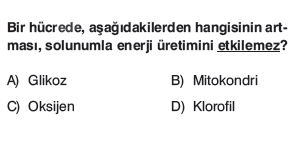 Bir hücrede, aşağıdakilerden hangisinin art-
ması, solunumla enerji üretimini etkilemez?
A) Glikoz B) Mitokondri
C) Oksijen D) Klorofil